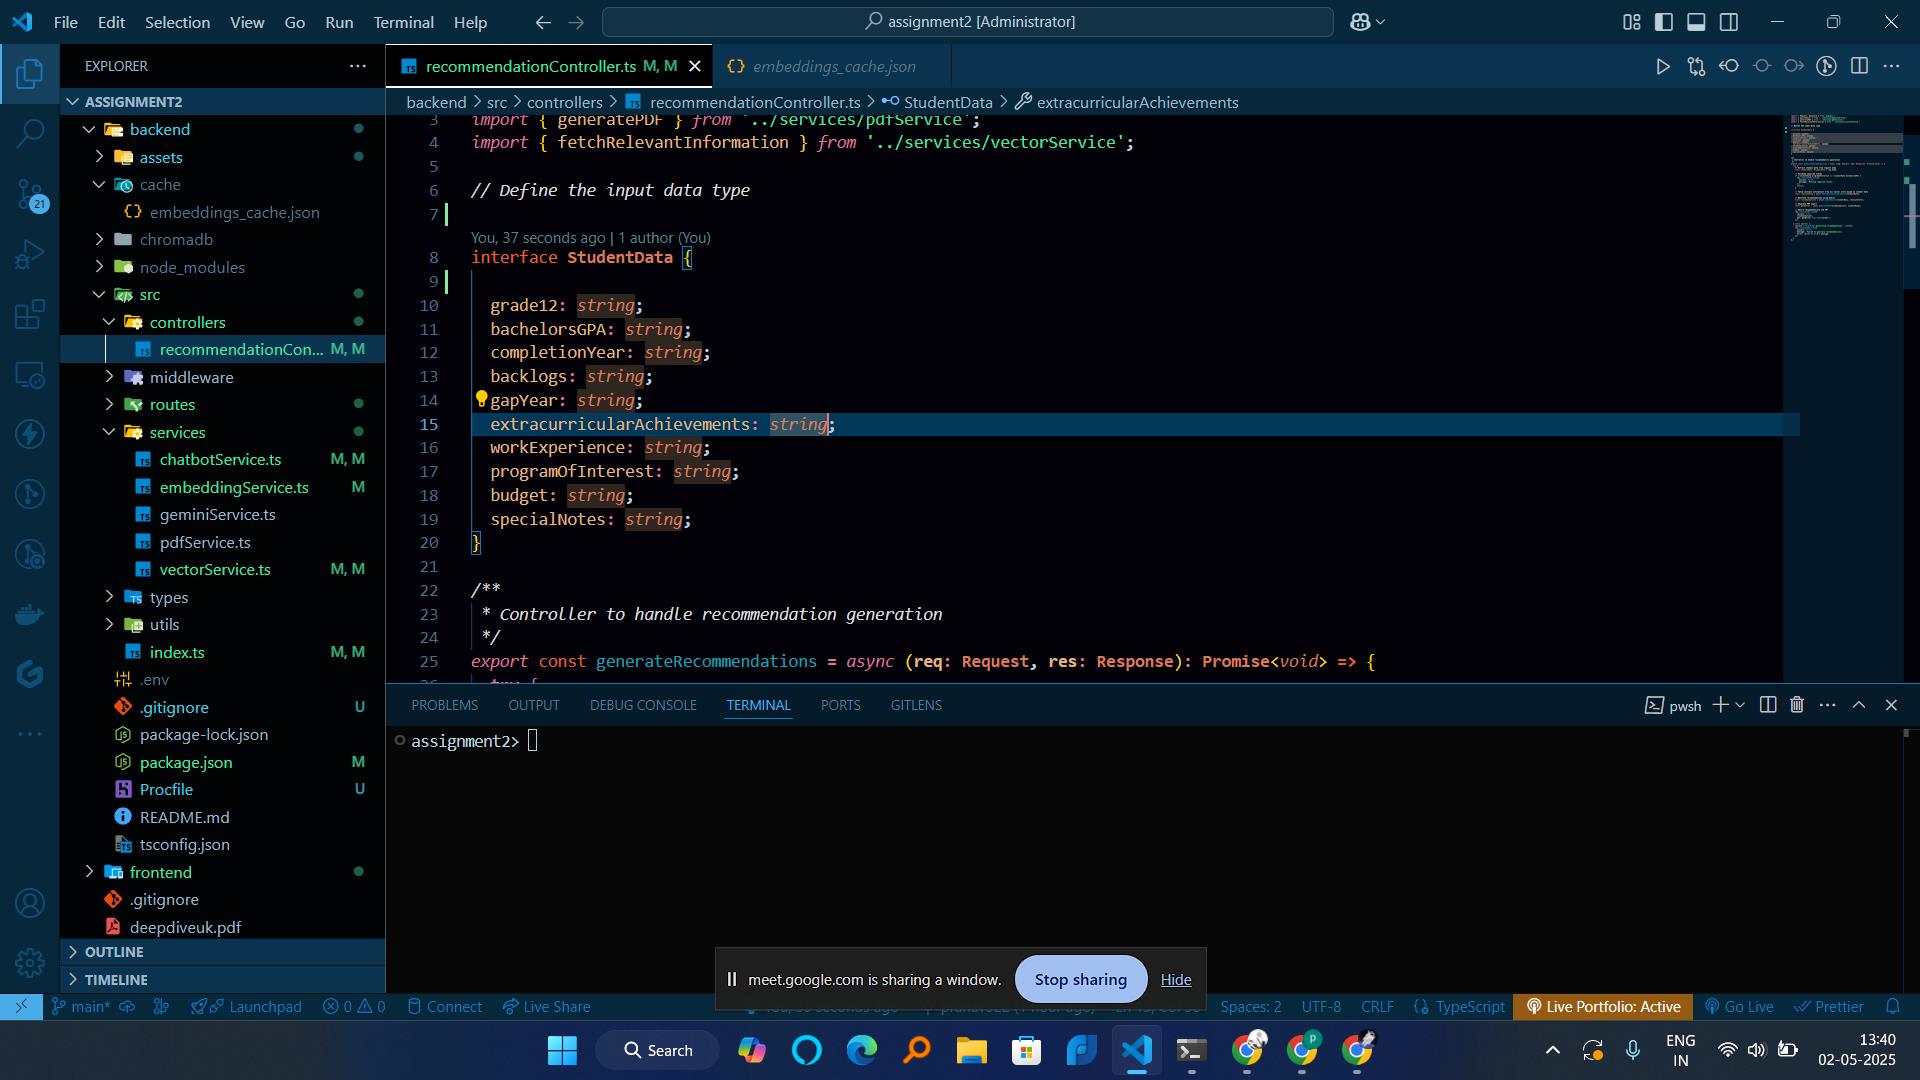 File Edit Selection View Go Run Terminal Help
assignment2 [Administrator]
EXPLORER
recommendationController.ts M, M
embeddings_cache.json
ASSIGNMENT2
backend > src > controllers > recommendationController.ts > StudentData > extracurricularAchievements
backend
assets
cache
embeddings_cache.json
chromadb
node_modules
src
controllers
recommendationCon... M, M
middleware
routes
services
chatbotService.ts M, M
embeddingService.ts M
geminiService.ts
pdfService.ts
vectorService.ts M, M
types
utils
index.ts M, M
.env
.gitignore U
package-lock.json
package.json M
Procfile U
README.md
tsconfig.json
frontend
.gitignore
deepdiveuk.pdf
OUTLINE
TIMELINE
21
3 import { generatePDF } from '../services/pdfService';
4 import { fetchRelevantInformation } from '../services/vectorService';
5
6 // Define the input data type
7
You, 37 seconds ago | 1 author (You)
8 interface StudentData {
9
10 grade12: string;
11 bachelorsGPA: string;
12 completionYear: string;
13 backlogs: string;
14 gapYear: string;
15 extracurricularAchievements: string;
16 workExperience: string;
17 programOfInterest: string;
18 budget: string;
19 specialNotes: string;
20 }
21
22 /**
23 * Controller to handle recommendation generation
24 */
25 export const generateRecommendations = async (req: Request, res: Response): Promise<void> => {
PROBLEMS OUTPUT DEBUG CONSOLE TERMINAL PORTS GITLENS
pwsh
assignment2>
meet.google.com is sharing a window. Stop sharing Hide
main* Launchpad 0 0 Connect Live Share
Spaces: 2 UTF-8 CRLF {} TypeScript Live Portfolio: Active Go Live Prettier
Search
ENG
IN
13:40
02-05-2025